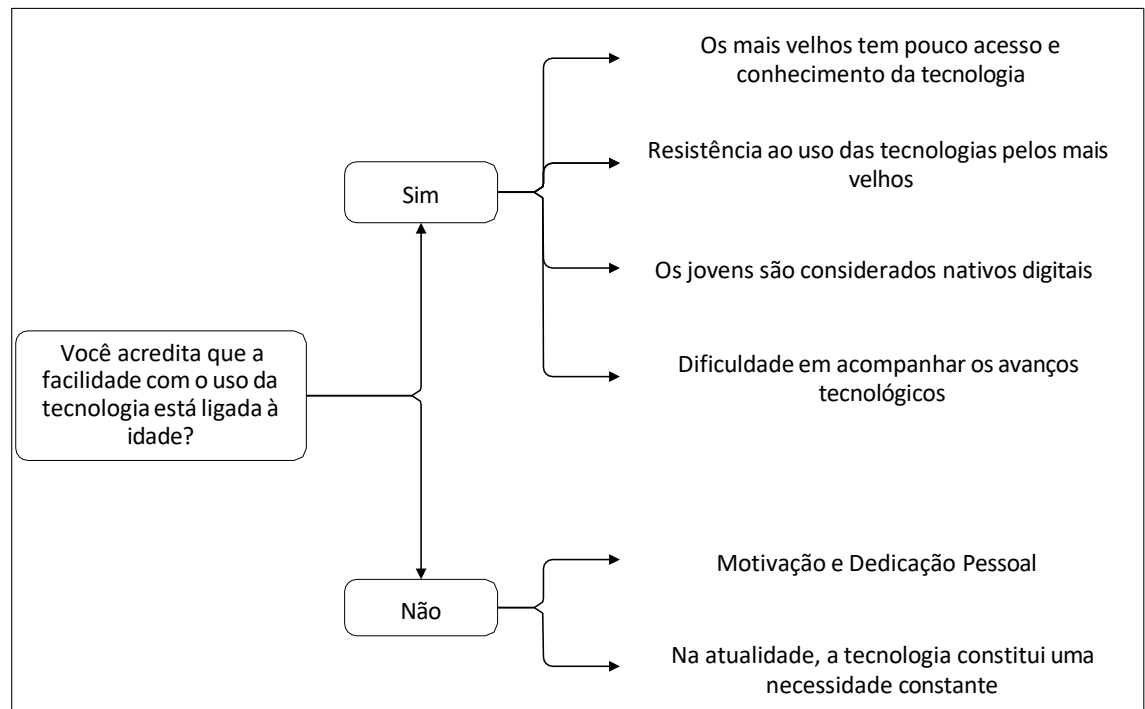 Os mais velhos tem pouco acesso e
conhecimento da tecnologia
Resistência ao uso das tecnologias pelos mais
velhos
Sim
Os jovens são considerados nativos digitais
Você acredita que a
facilidade com o uso da
tecnologia está ligada à
idade?
Dificuldade em acompanhar os avanços
tecnológicos
Motivação e Dedicação Pessoal
Não
Na atualidade, a tecnologia constitui uma
necessidade constante